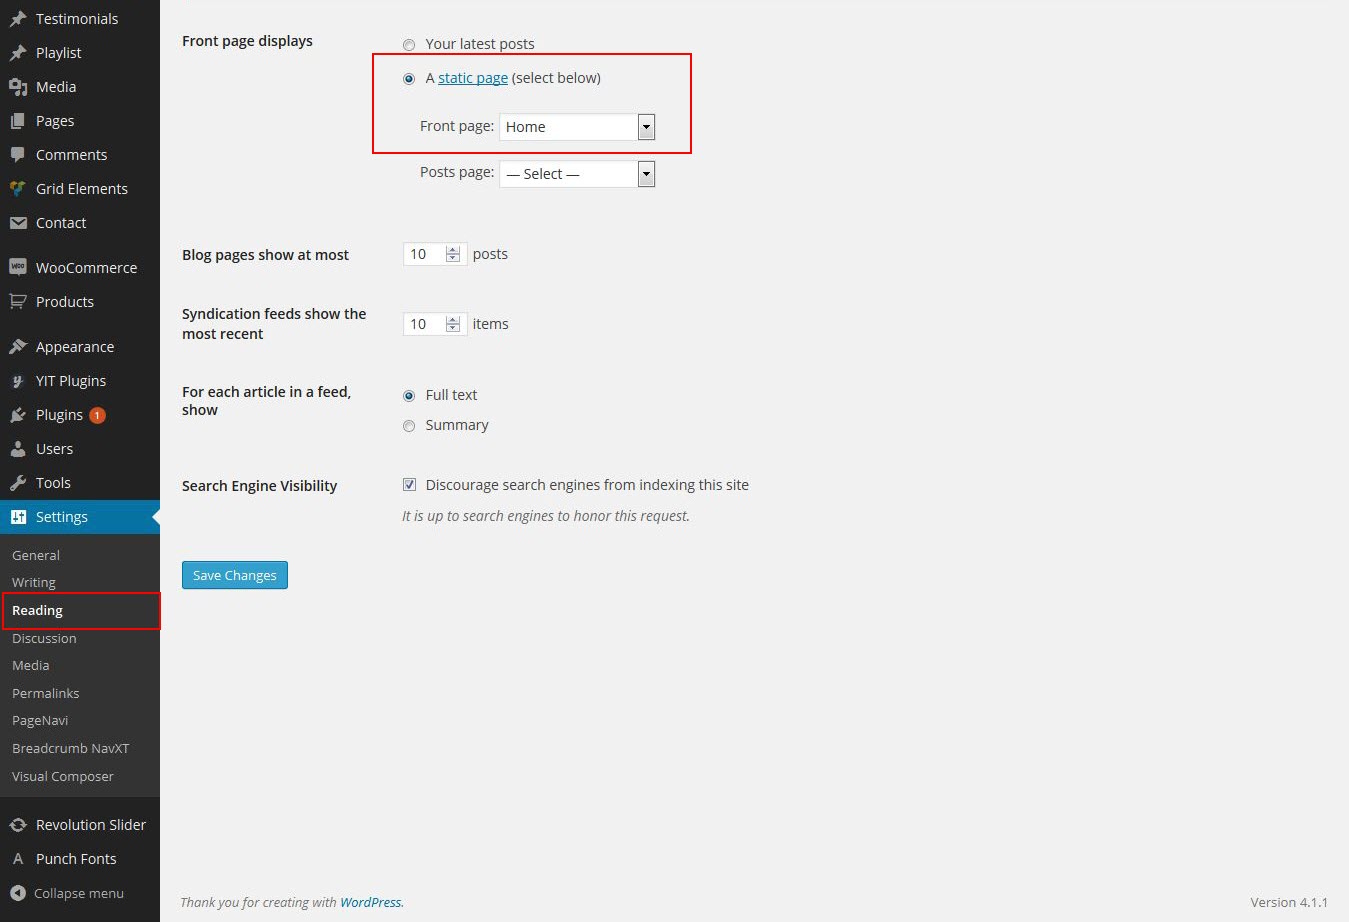 Testimonials
Playlist
Media
Pages
Comments
Grid Elements
Contact
WOO WooCommerce
Products
Appearance
YIT Plugins
Plugins 1
Users
Tools
Settings
General
Writing
Reading
Discussion
Media
Permalinks
PageNavi
Breadcrumb NavXT
Visual Composer
Revolution Slider
A Punch Fonts
Collapse menu
Front page displays
Your latest posts
A static page (select below)
Front page: Home
Posts page: — Select —
Blog pages show at most 10 posts
Syndication feeds show the
most recent
10 items
For each article in a feed,
show
Full text
Summary
Search Engine Visibility
Discourage search engines from indexing this site
It is up to search engines to honor this request.
Save Changes
Thank you for creating with WordPress.
Version 4.1.1